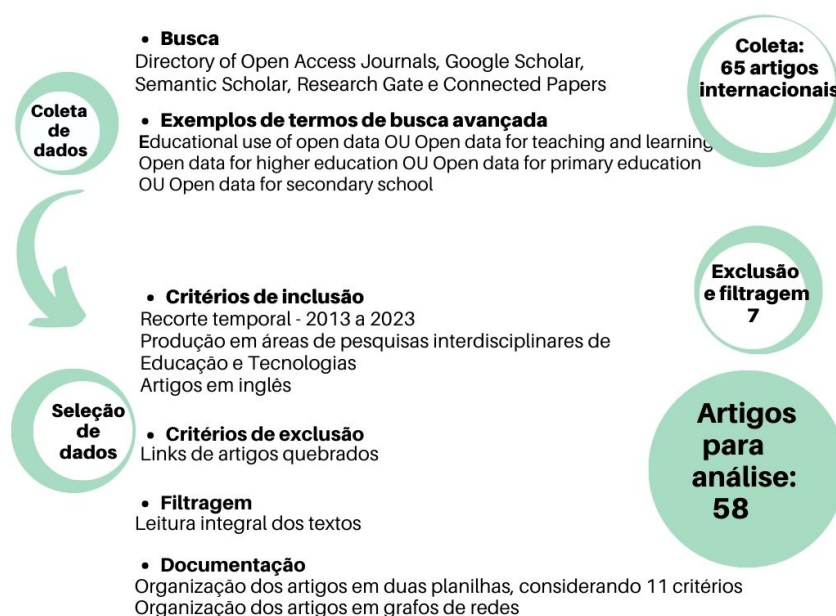 Coleta
de
dados
• Busca
Directory of Open Access Journals, Google Scholar,
Semantic Scholar, Research Gate e Connected Papers
• Exemplos de termos de busca avançada
Educational use of open data OU Open data for teaching and learning
Open data for higher education OU Open data for primary education
OU Open data for secondary school
Coleta:
65 artigos
internacionais
Seleção
de
dados
• Critérios de inclusão
Recorte temporal - 2013 a 2023
Produção em áreas de pesquisas interdisciplinares de
Educação e Tecnologias
Artigos em inglês
• Critérios de exclusão
Links de artigos quebrados
• Filtragem
Leitura integral dos textos
• Documentação
Organização dos artigos em duas planilhas, considerando 11 critérios
Organização dos artigos em grafos de redes
Exclusão
e filtragem
7
Artigos
para
análise:
58